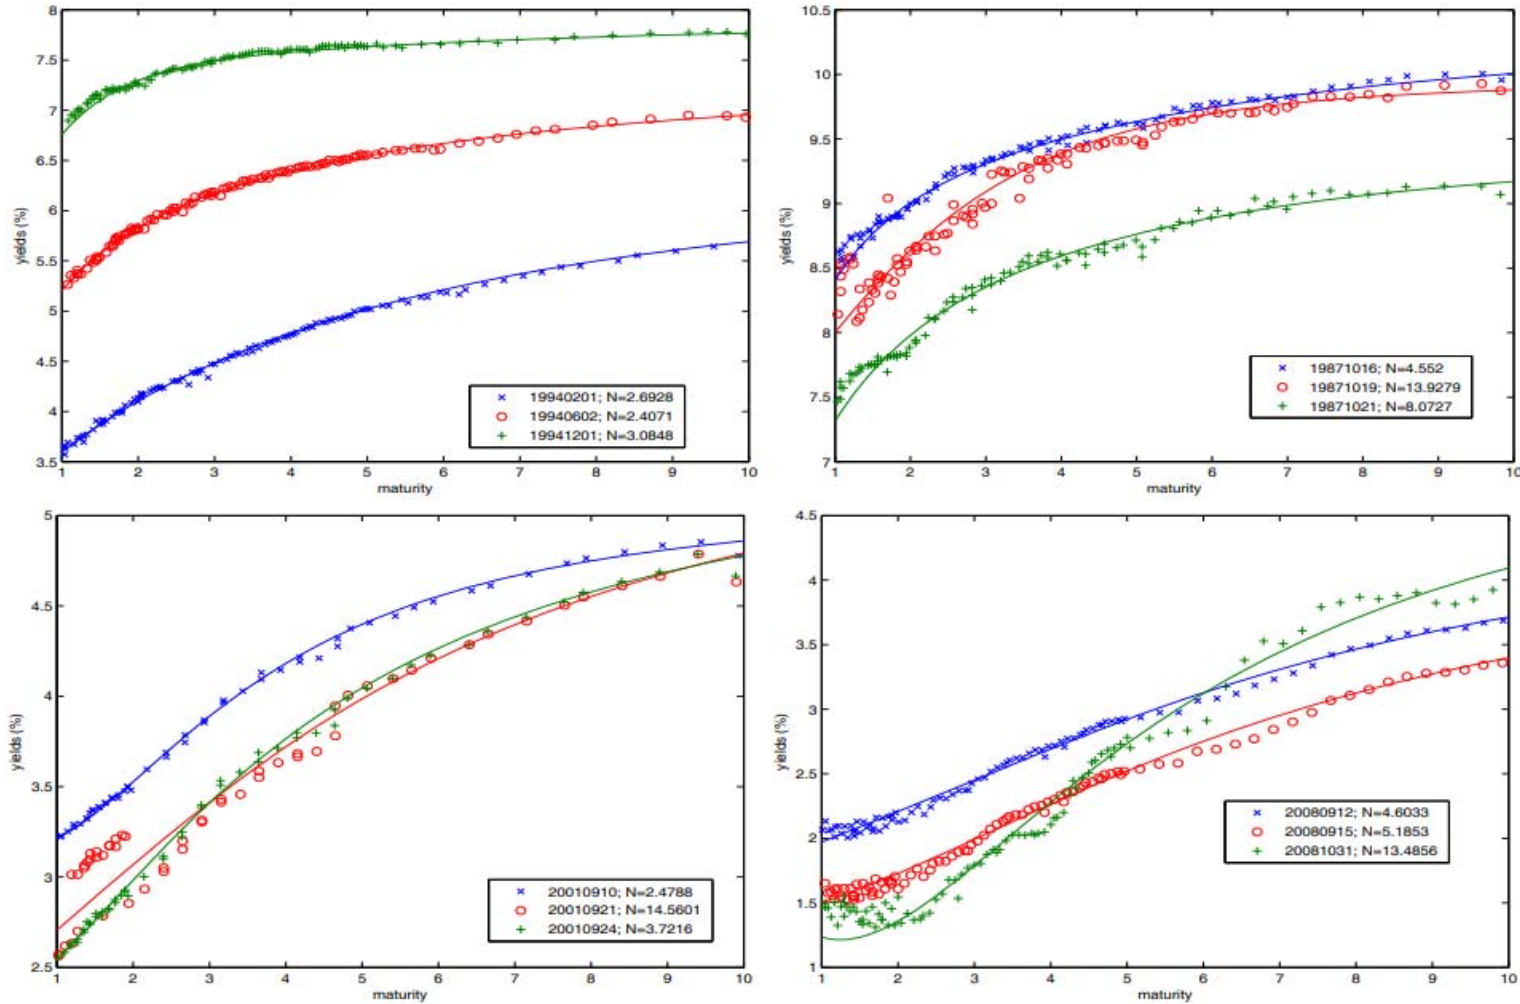 8
7.5
7
6.5
6
5.5
5
4.5
4
3.5
yields (%)
1 2 3 4 5 6 7 8 9 10
maturity
19940201; N=2.6928
19940602; N=2.4071
19941201; N=3.0848
10.5
10
9.5
9
8.5
8
7.5
7
yields (%)
1 2 3 4 5 6 7 8 9 10
maturity
19871016; N=4.552
19871019; N=13.9279
19871021; N=8.0727
5
4.5
4
3.5
3
2.5
yields (%)
1 2 3 4 5 6 7 8 9 10
maturity
20010910; N=2.4788
20010921; N=14.5601
20010924; N=3.7216
4.5
4
3.5
3
2.5
2
1.5
1
yields (%)
1 2 3 4 5 6 7 8 9 10
maturity
20080912; N=4.6033
20080915; N=5.1853
20081031; N=13.4856